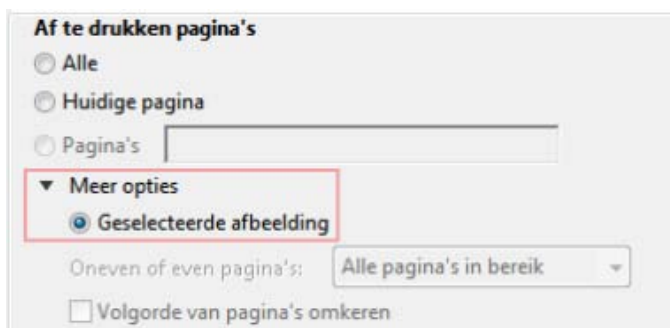 Af te drukken pagina's
Alle
Huidige pagina
Pagina's
Meer opties
Geselecteerde afbeelding
Oneven of even pagina's: Alle pagina's in bereik
Volgorde van pagina's omkeren